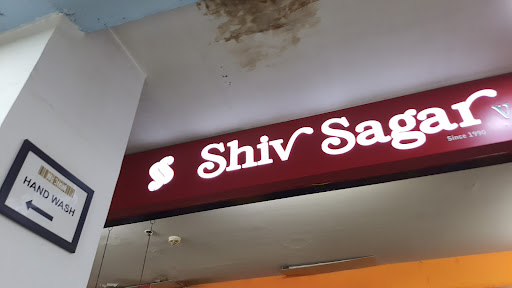 Shiv Sagar
Since 1990
HAND WASH